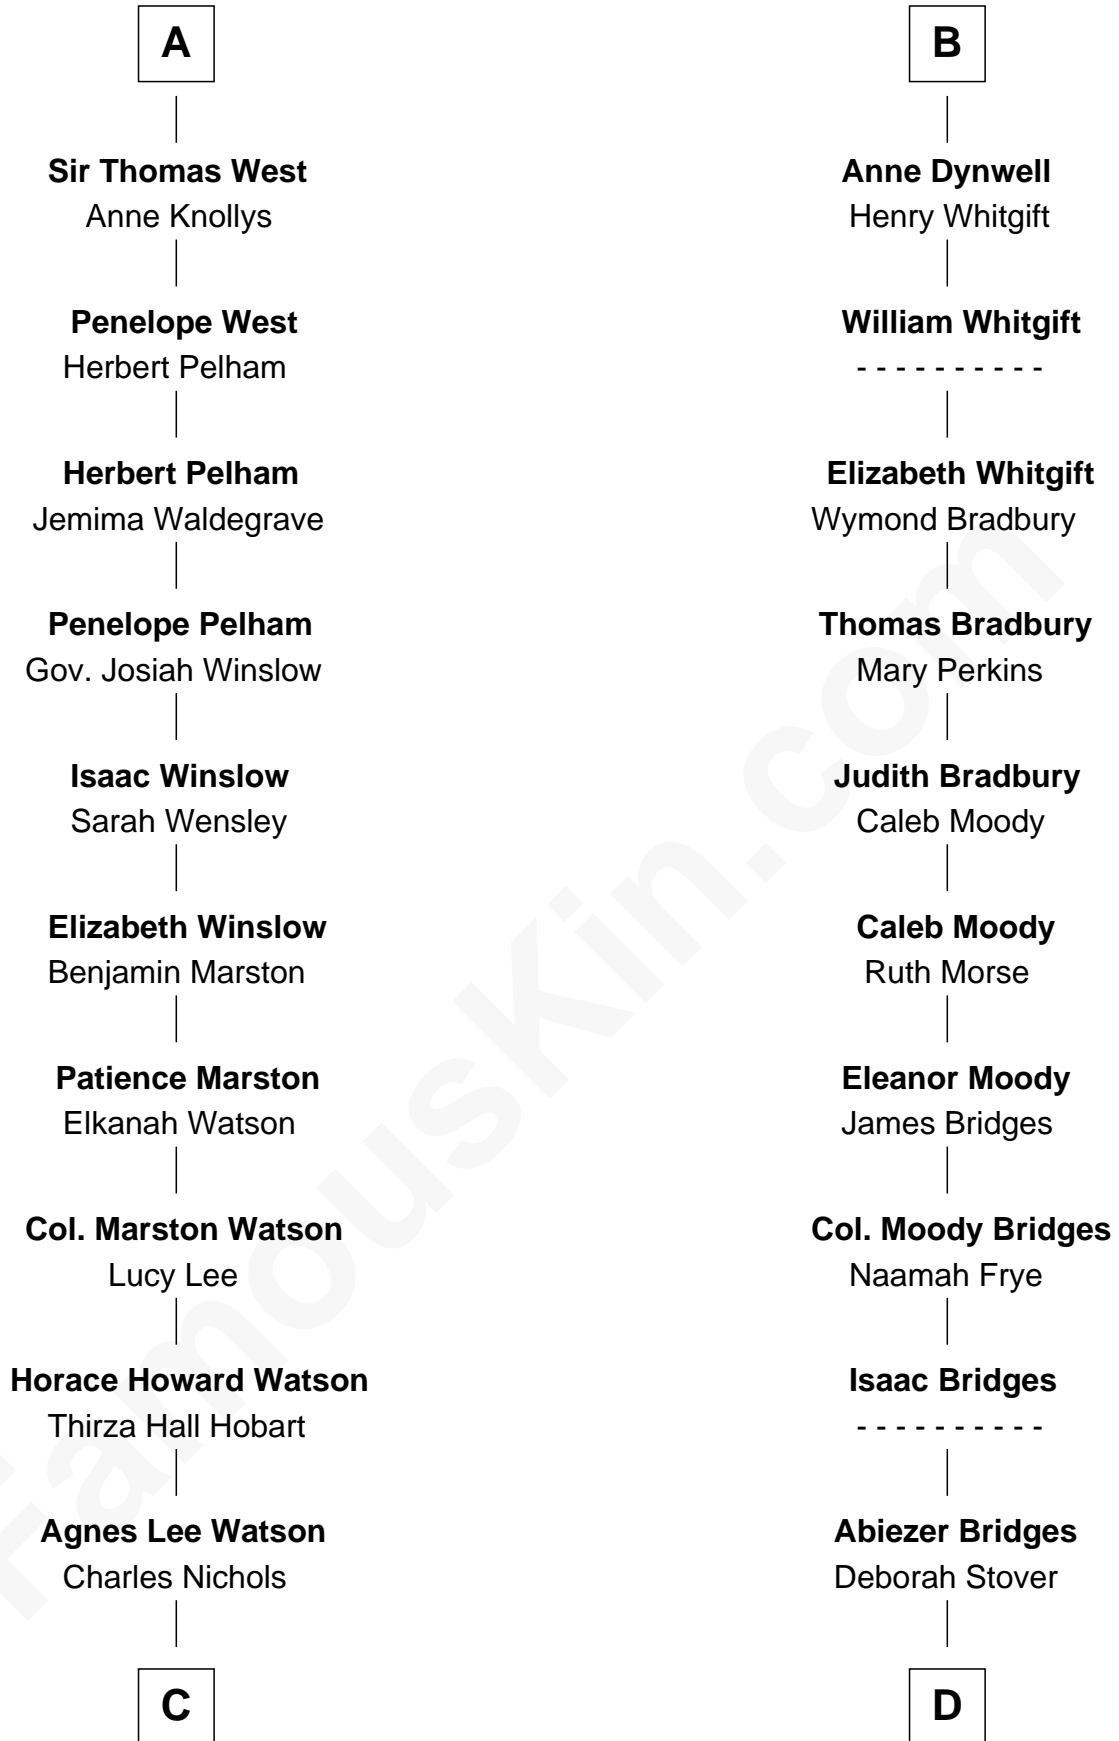 A
Sir Thomas West
Anne Knollys
Penelope West
Herbert Pelham
Herbert Pelham
Jemima Waldegrave
Penelope Pelham
Gov. Josiah Winslow
Isaac Winslow
Sarah Wensley
Elizabeth Winslow
Benjamin Marston
Patience Marston
Elkanah Watson
Col. Marston Watson
Lucy Lee
Horace Howard Watson
Thirza Hall Hobart
Agnes Lee Watson
Charles Nichols
C
B
Anne Dynwell
Henry Whitgift
William Whitgift
- - - - - - - - - -
Elizabeth Whitgift
Wymond Bradbury
Thomas Bradbury
Mary Perkins
Judith Bradbury
Caleb Moody
Caleb Moody
Ruth Morse
Eleanor Moody
James Bridges
Col. Moody Bridges
Naamah Frye
Isaac Bridges
- - - - - - - - - -
Abiezer Bridges
Deborah Stover
D
FamousKin.com